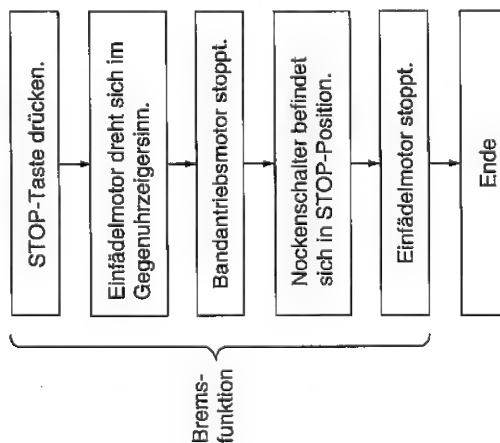 STOP-Taste drücken.
Einfädelmotor dreht sich im
Gegenuhrzeigersinn.
Bandantriebsmotor stoppt.
Nockenschalter befindet
sich in STOP-Position.
Einfädelmotor stoppt.
Ende
Brems-
funktion